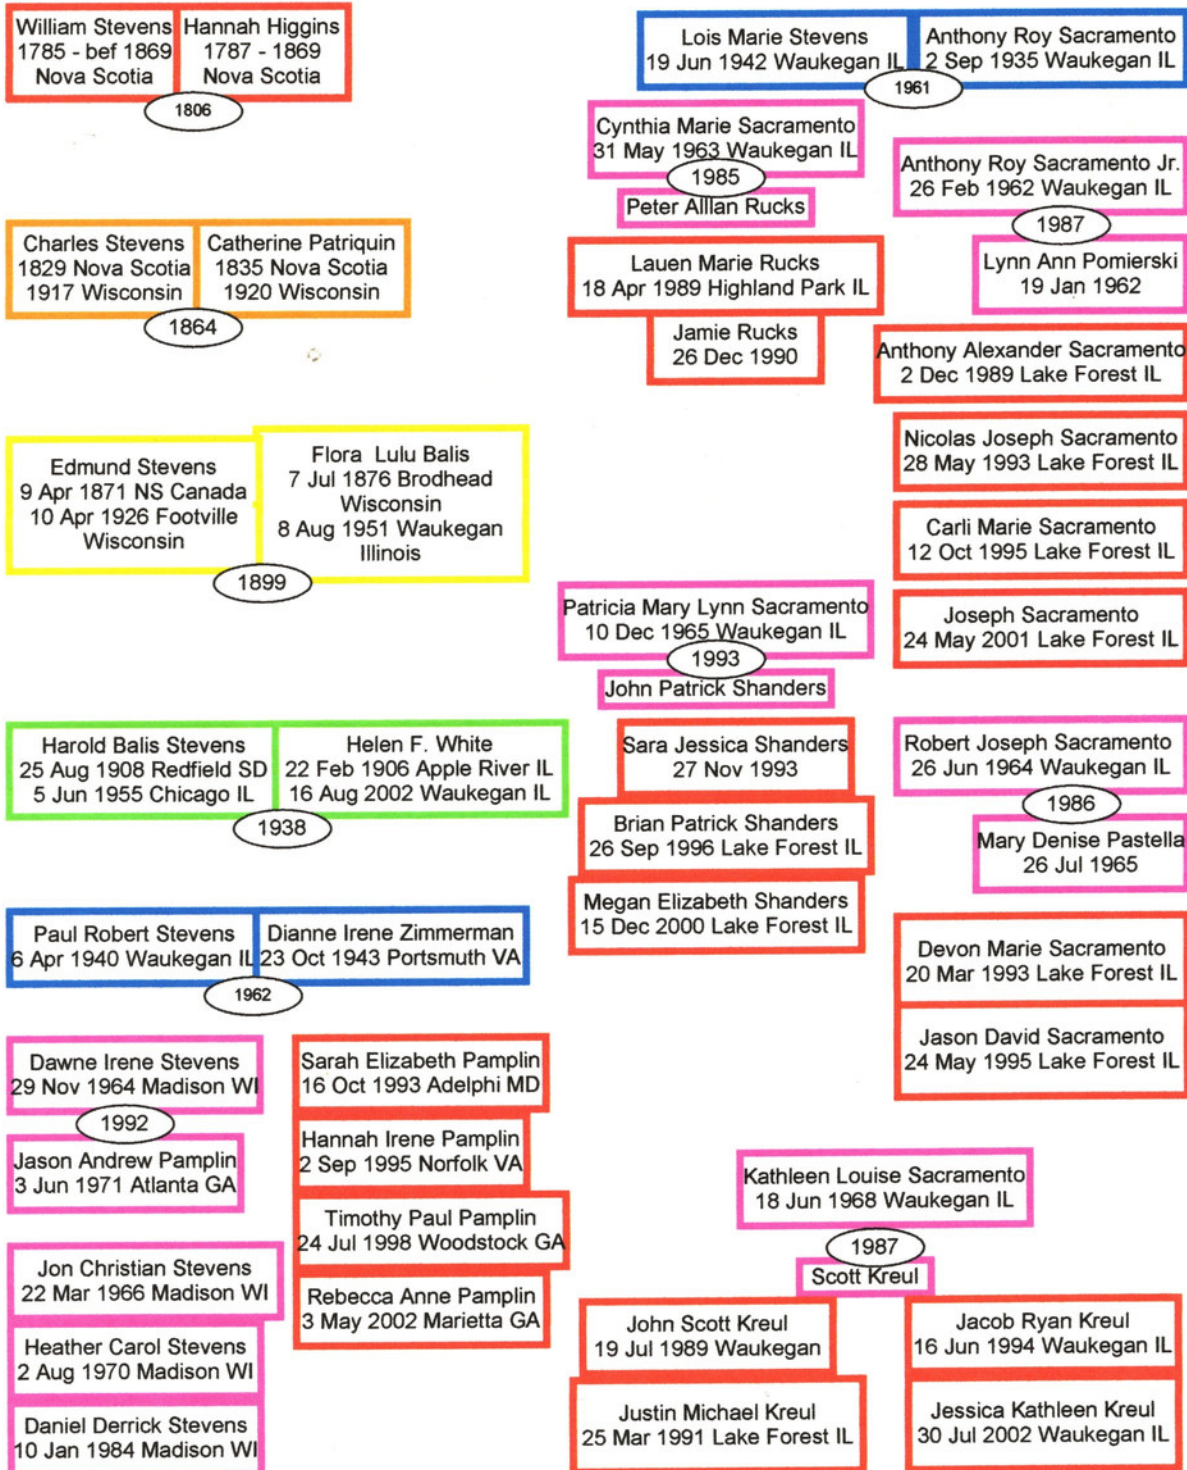 William Stevens
1785 - bef 1869
Nova Scotia
Hannah Higgins
1787 - 1869
Nova Scotia
1806
Charles Stevens
1829 Nova Scotia
1917 Wisconsin
Catherine Patriquin
1835 Nova Scotia
1920 Wisconsin
1864
Edmund Stevens
9 Apr 1871 NS Canada
10 Apr 1926 Footville
Wisconsin
Flora Lulu Balis
7 Jul 1876 Brodhead
Wisconsin
8 Aug 1951 Waukegan
Illinois
1899
Harold Balis Stevens
25 Aug 1908 Redfield SD
5 Jun 1955 Chicago IL
Helen F. White
22 Feb 1906 Apple River IL
16 Aug 2002 Waukegan IL
1938
Paul Robert Stevens
6 Apr 1940 Waukegan IL
Dianne Irene Zimmerman
23 Oct 1943 Portsmuth VA
1962
Dawne Irene Stevens
29 Nov 1964 Madison WI
1992
Jason Andrew Pamplin
3 Jun 1971 Atlanta GA
Jon Christian Stevens
22 Mar 1966 Madison WI
Heather Carol Stevens
2 Aug 1970 Madison WI
Daniel Derrick Stevens
10 Jan 1984 Madison WI
Sarah Elizabeth Pamplin
16 Oct 1993 Adelphi MD
Hannah Irene Pamplin
2 Sep 1995 Norfolk VA
Timothy Paul Pamplin
24 Jul 1998 Woodstock GA
Rebecca Anne Pamplin
3 May 2002 Marietta GA
Lois Marie Stevens
19 Jun 1942 Waukegan IL
Anthony Roy Sacramento
2 Sep 1935 Waukegan IL
1961
Cynthia Marie Sacramento
31 May 1963 Waukegan IL
1985
Peter Alllan Rucks
Lauen Marie Rucks
18 Apr 1989 Highland Park IL
Jamie Rucks
26 Dec 1990
Anthony Roy Sacramento Jr.
26 Feb 1962 Waukegan IL
1987
Lynn Ann Pomierski
19 Jan 1962
Anthony Alexander Sacramento
2 Dec 1989 Lake Forest IL
Nicolas Joseph Sacramento
28 May 1993 Lake Forest IL
Carli Marie Sacramento
12 Oct 1995 Lake Forest IL
Joseph Sacramento
24 May 2001 Lake Forest IL
Patricia Mary Lynn Sacramento
10 Dec 1965 Waukegan IL
1993
John Patrick Shanders
Sara Jessica Shanders
27 Nov 1993
Brian Patrick Shanders
26 Sep 1996 Lake Forest IL
Megan Elizabeth Shanders
15 Dec 2000 Lake Forest IL
Robert Joseph Sacramento
26 Jun 1964 Waukegan IL
1986
Mary Denise Pastella
26 Jul 1965
Devon Marie Sacramento
20 Mar 1993 Lake Forest IL
Jason David Sacramento
24 May 1995 Lake Forest IL
Kathleen Louise Sacramento
18 Jun 1968 Waukegan IL
1987
Scott Kreul
John Scott Kreul
19 Jul 1989 Waukegan
Justin Michael Kreul
25 Mar 1991 Lake Forest IL
Jacob Ryan Kreul
16 Jun 1994 Waukegan IL
Jessica Kathleen Kreul
30 Jul 2002 Waukegan IL